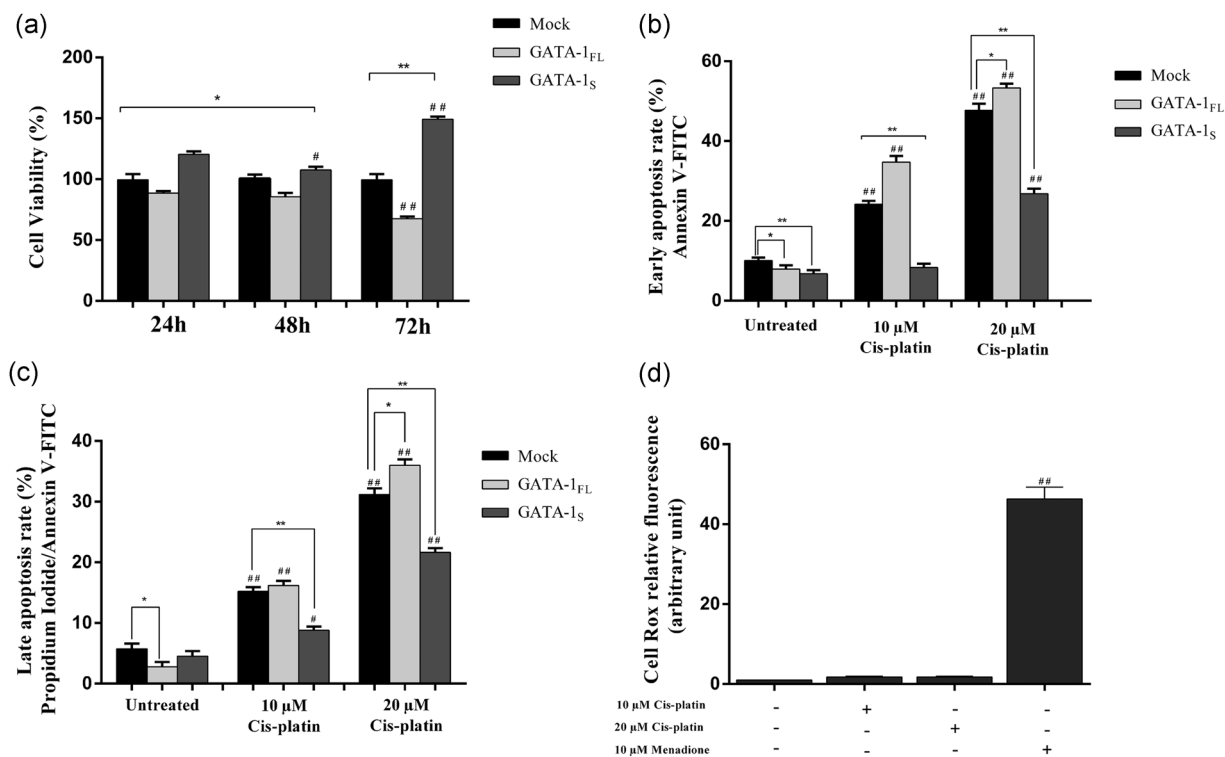 (a)
Mock
GATA-1FL
GATA-1S
Cell Viability (%)
200
150
100
50
0
*
#
# #
**
# #
24h
48h
72h
(b)
Mock
GATA-1FL
GATA-1S
Early apoptosis rate (%)
Annexin V-FITC
60
40
20
0
*
**
##
##
**
##
##
*
**
##
Untreated
10 µM
Cis-platin
20 µM
Cis-platin
(c)
Mock
GATA-1FL
GATA-1S
Late apoptosis rate (%)
Propidium Iodide/Annexin V-FITC
40
30
20
10
0
*
##
##
**
#
##
*
##
**
##
Untreated
10 µM
Cis-platin
20 µM
Cis-platin
(d)
Cell Rox relative fluorescence
(arbitrary unit)
60
40
20
0
##
10 µM Cis-platin - + - -
20 µM Cis-platin - - + -
10 µM Menadione - - - +